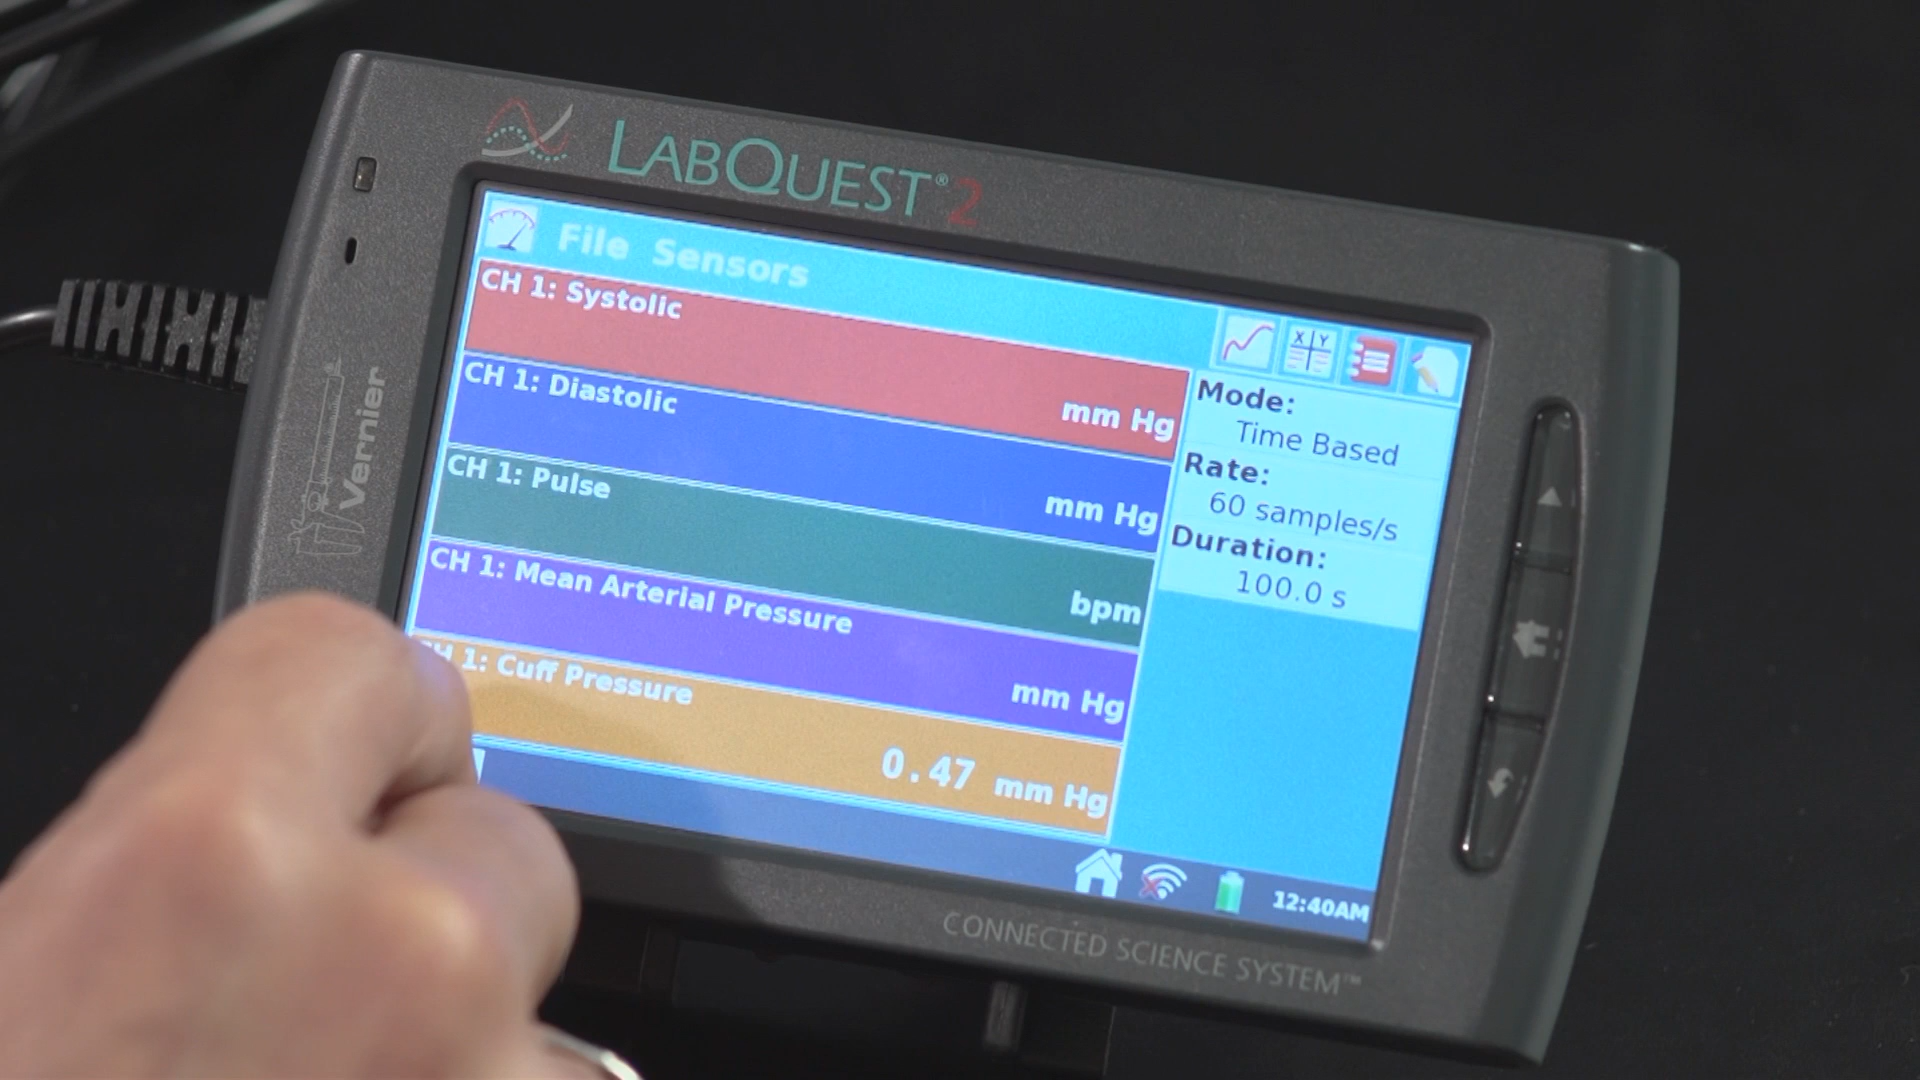 LABQUEST® 2
File Sensors
CH 1: Systolic
mm Hg
CH 1: Diastolic
mm Hg
CH 1: Pulse
bpm
CH 1: Mean Arterial Pressure
mm Hg
CH 1: Cuff Pressure
0.47 mm Hg
X Y
Mode:
Time Based
Rate:
60 samples/s
Duration:
100.0 s
12:40AM
Vernier
CONNECTED SCIENCE SYSTEM™